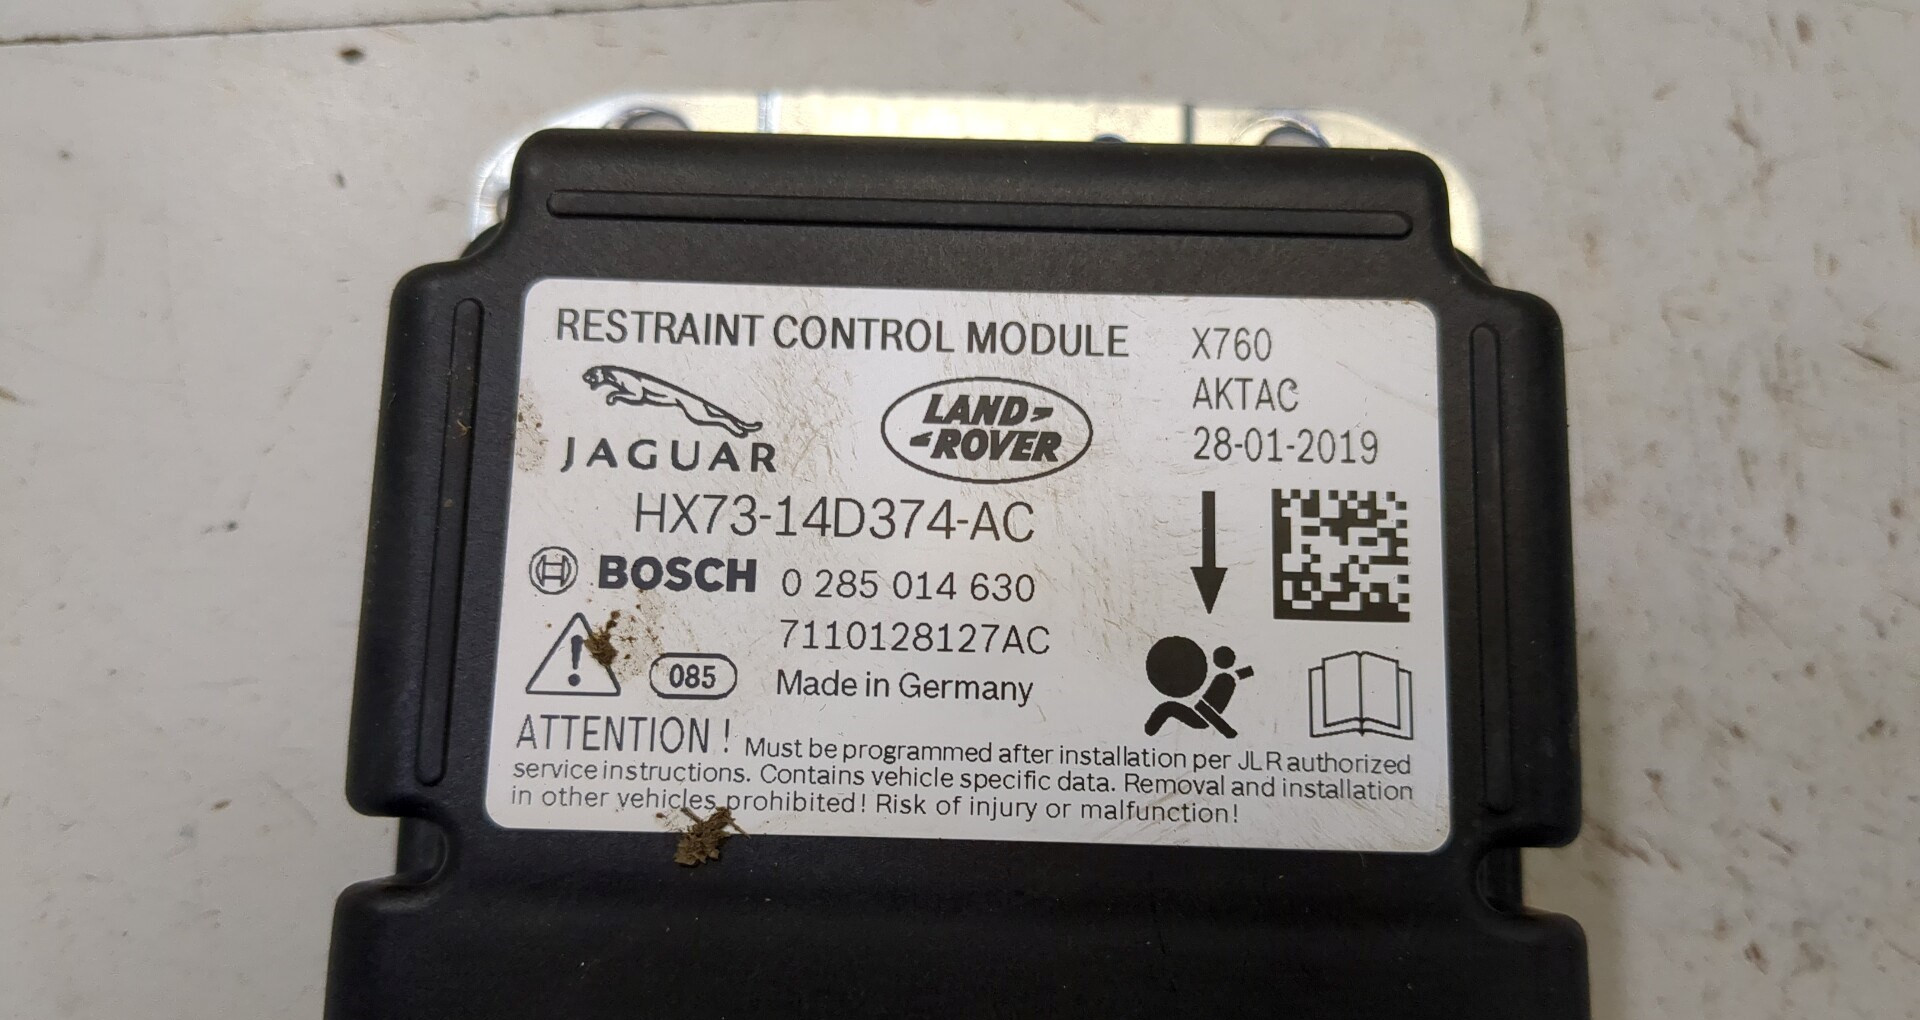 RESTRAINT CONTROL MODULE
X760
AKTAC
28-01-2019
JAGUAR
LAND-
-ROVER
HX73-14D374-AC
BOSCH 0 285 014 630
7110128127AC
085 Made in Germany
ATTENTION! Must be programmed after installation per JLR authorized
service instructions. Contains vehicle specific data. Removal and installation
in other vehicles prohibited! Risk of injury or malfunction!